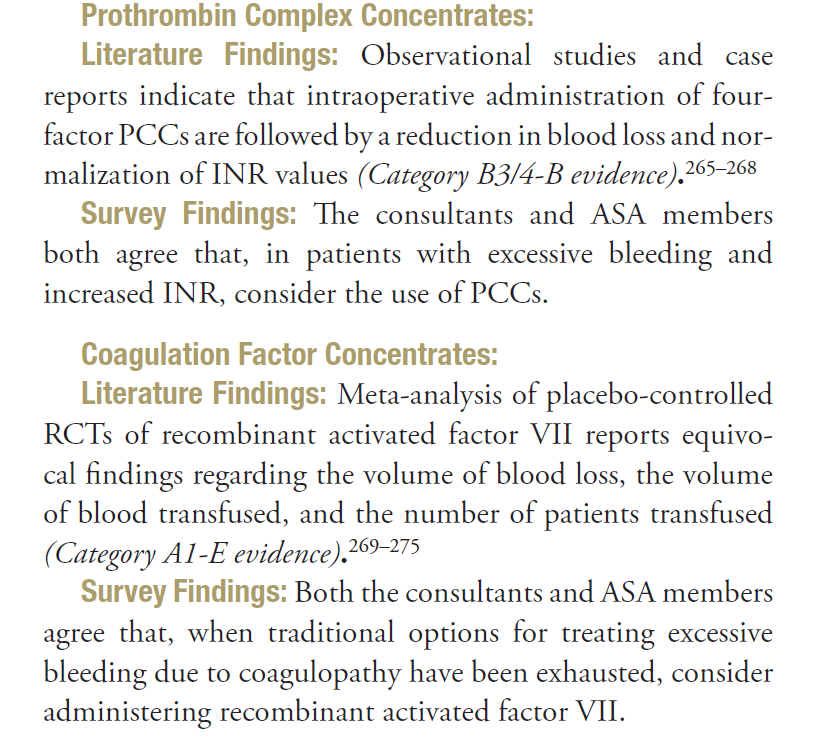 Prothrombin Complex Concentrates:
Literature Findings: Observational studies and case
reports indicate that intraoperative administration of four-
factor PCCs are followed by a reduction in blood loss and nor-
malization of INR values (Category B3/4-B evidence).265–268
Survey Findings: The consultants and ASA members
both agree that, in patients with excessive bleeding and
increased INR, consider the use of PCCs.
Coagulation Factor Concentrates:
Literature Findings: Meta-analysis of placebo-controlled
RCTs of recombinant activated factor VII reports equivo-
cal findings regarding the volume of blood loss, the volume
of blood transfused, and the number of patients transfused
(Category A1-E evidence).269–275
Survey Findings: Both the consultants and ASA members
agree that, when traditional options for treating excessive
bleeding due to coagulopathy have been exhausted, consider
administering recombinant activated factor VII.